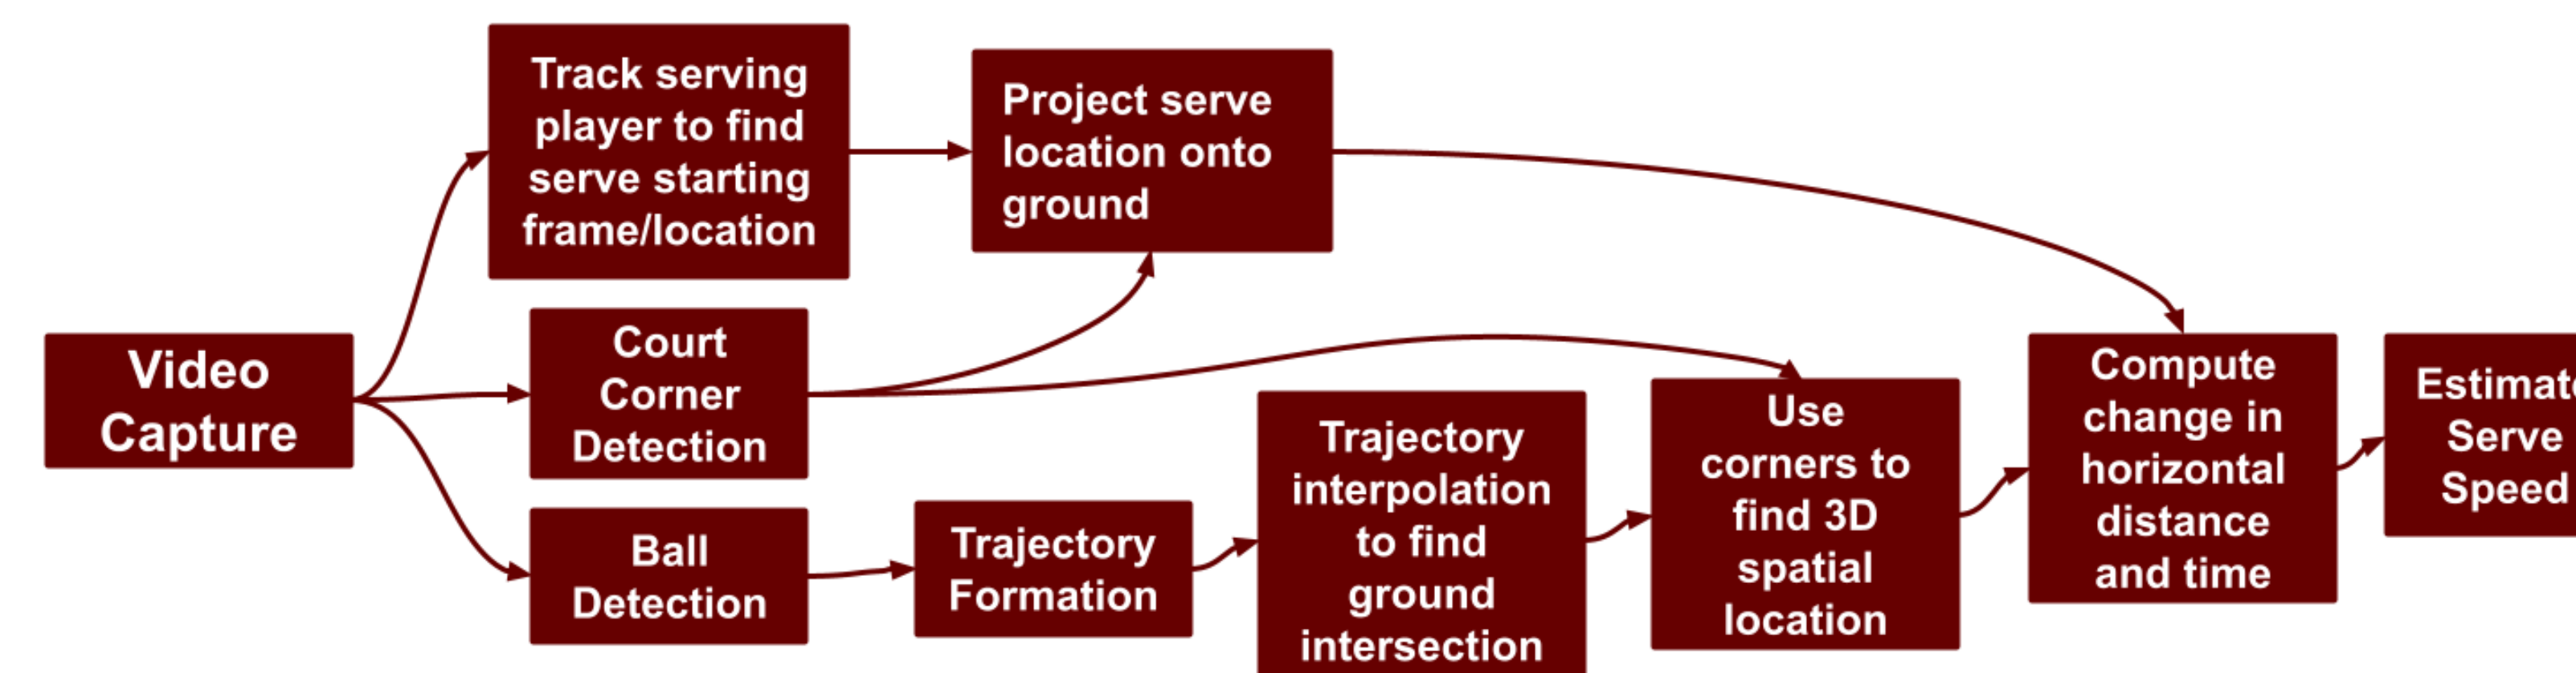 Track serving
player to find
serve starting
frame/location
Project serve
location onto
ground
Video
Capture
Court
Corner
Detection
Ball
Detection
Trajectory
Formation
Trajectory
interpolation
to find
ground
intersection
Use
corners to
find 3D
spatial
location
Compute
change in
horizontal
distance
and time
Estimate
Serve
Speed